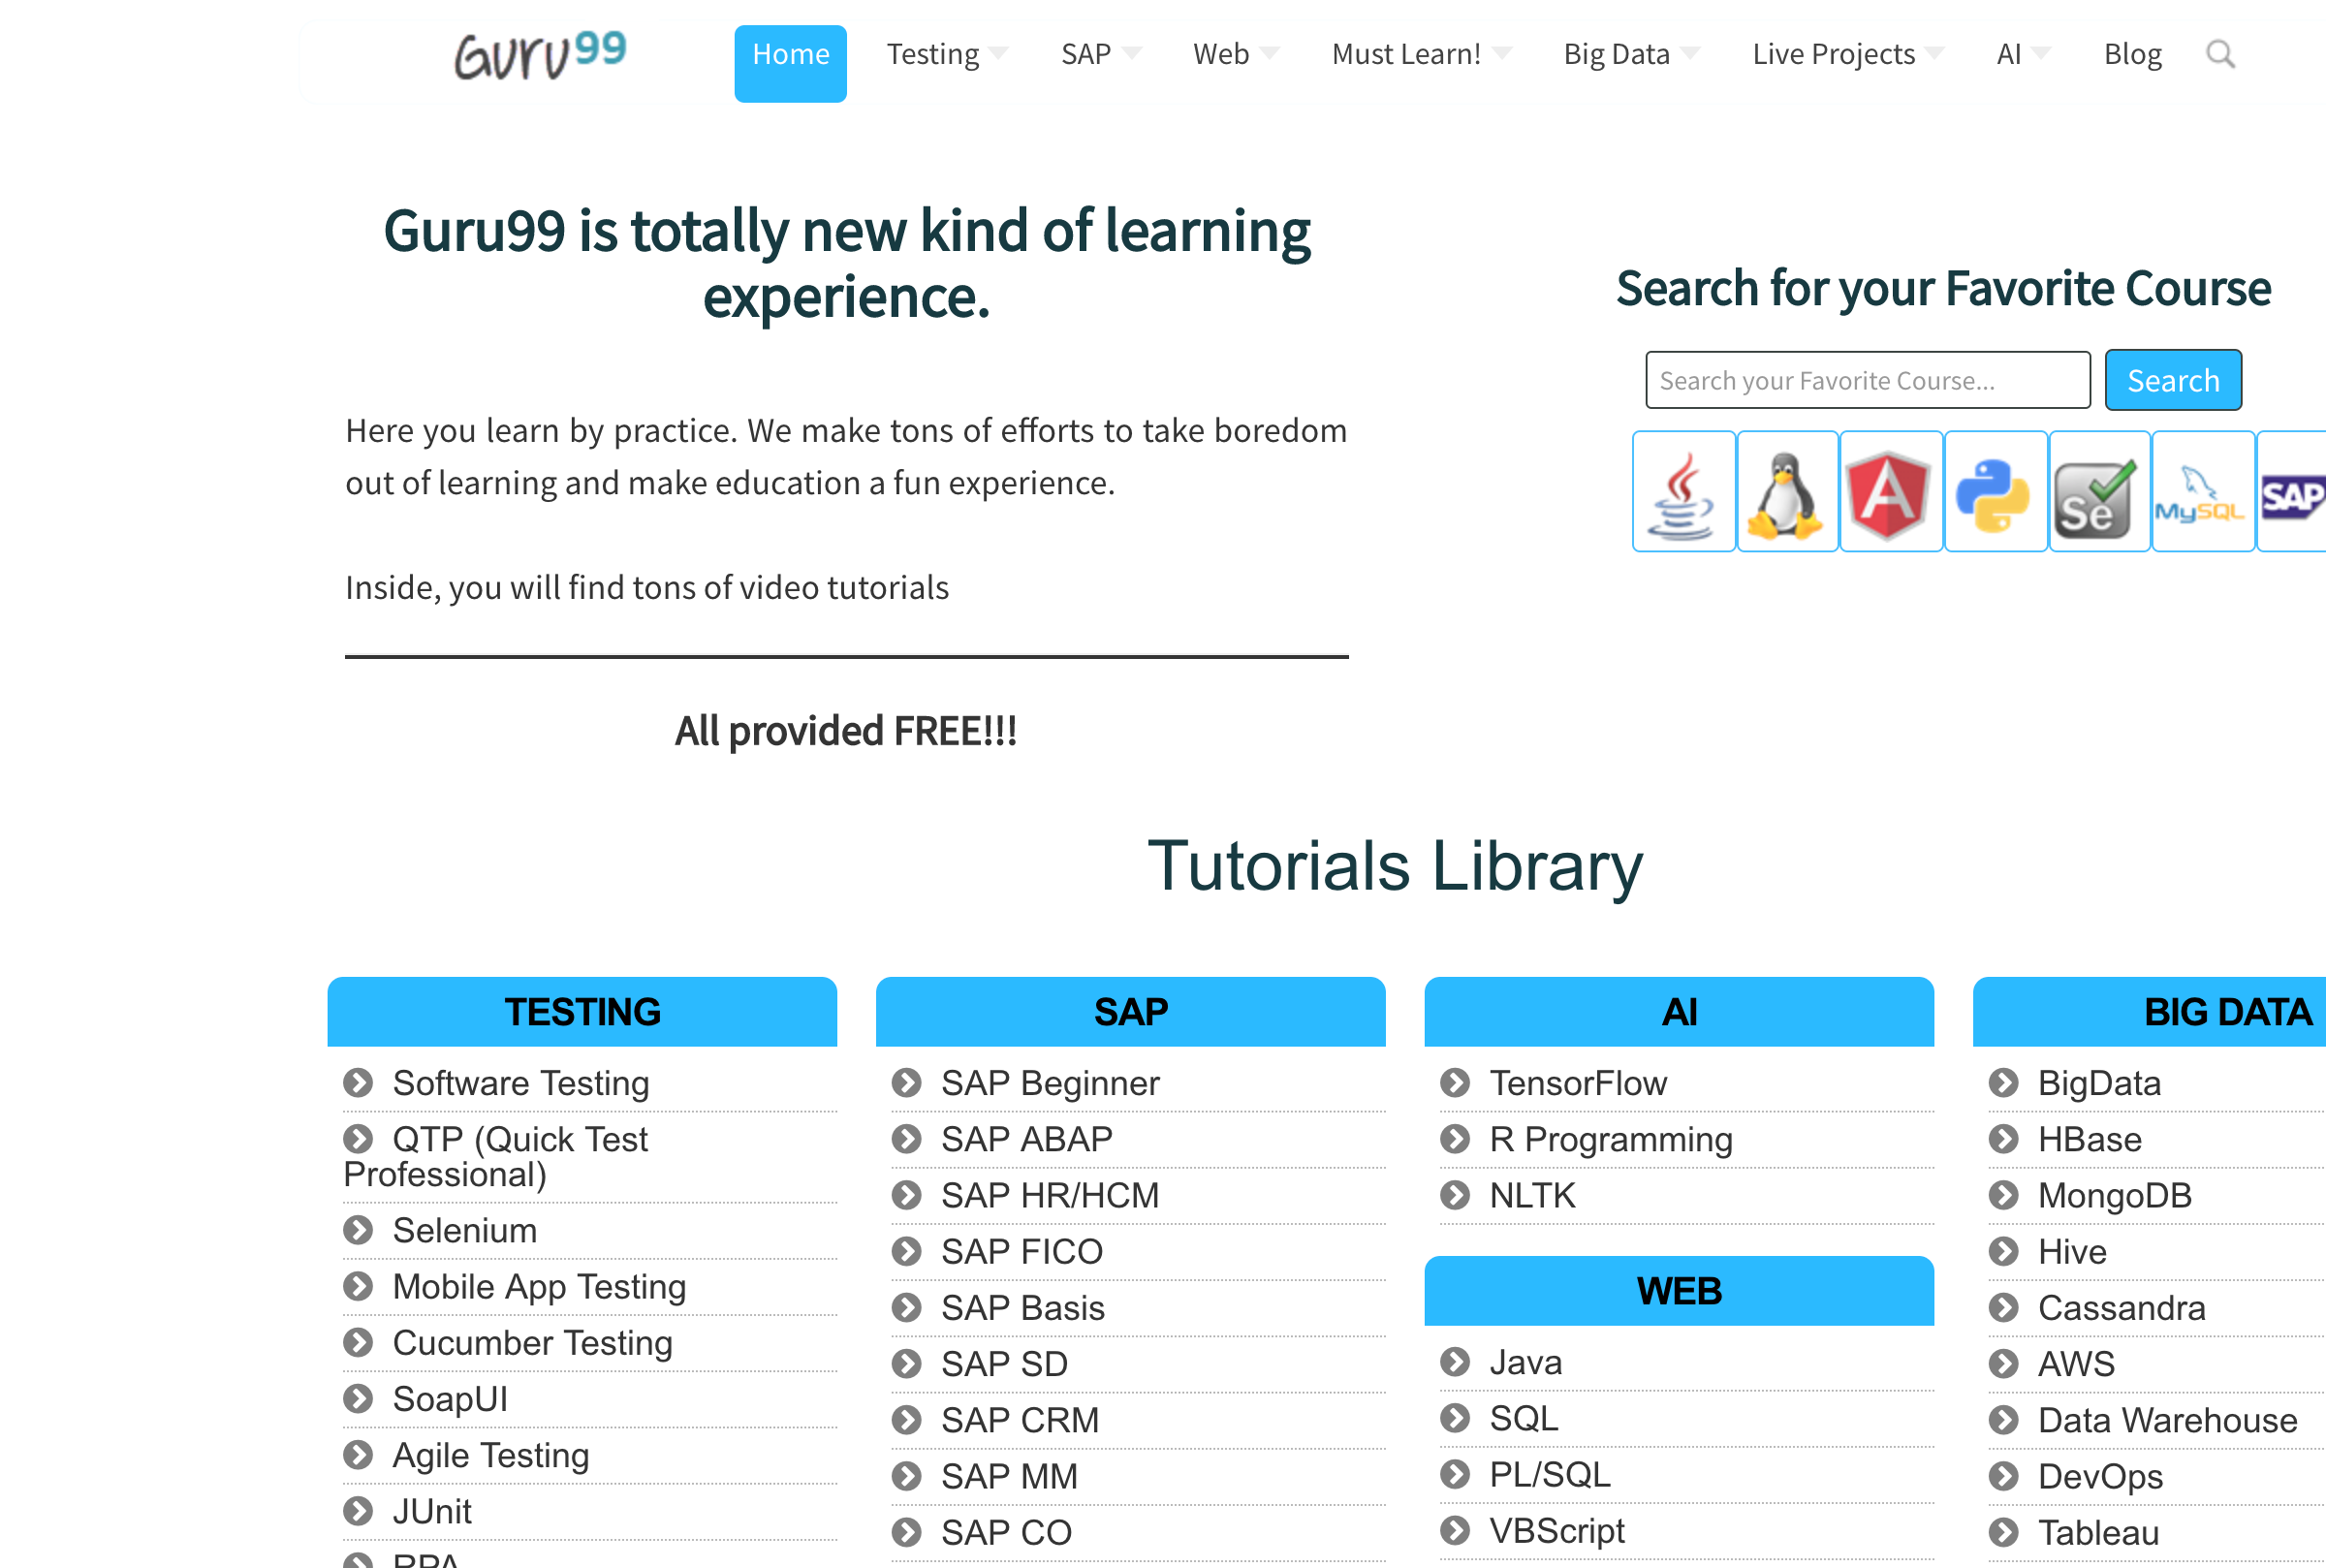 Guru99
Home Testing SAP Web Must Learn! Big Data Live Projects AI Blog
Guru99 is totally new kind of learning
experience.
Here you learn by practice. We make tons of efforts to take boredom
out of learning and make education a fun experience.
Inside, you will find tons of video tutorials
All provided FREE!!!
Search for your Favorite Course
Search your Favorite Course...
Search
Se
MySQL
SAP
Tutorials Library
TESTING
Software Testing
QTP (Quick Test
Professional)
Selenium
Mobile App Testing
Cucumber Testing
SoapUI
Agile Testing
JUnit
RPA
SAP
SAP Beginner
SAP ABAP
SAP HR/HCM
SAP FICO
SAP Basis
SAP SD
SAP CRM
SAP MM
SAP CO
AI
TensorFlow
R Programming
NLTK
WEB
Java
SQL
PL/SQL
VBScript
BIG DATA
BigData
HBase
MongoDB
Hive
Cassandra
AWS
Data Warehouse
DevOps
Tableau